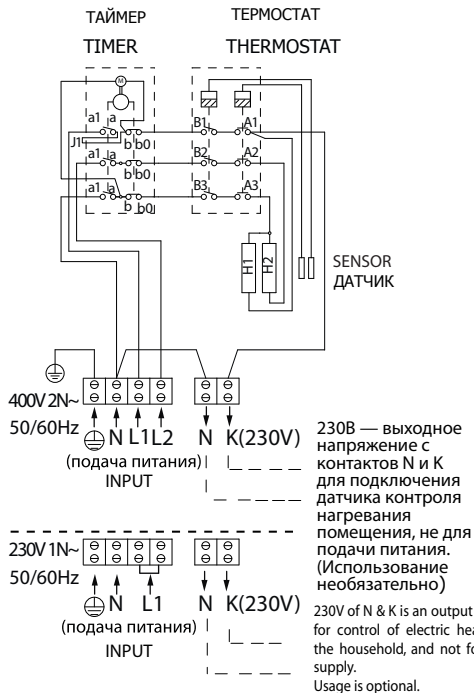 ТАЙМЕР
ТЕРМОСТАТ
TIMER
THERMOSTAT
M
a1 a
b b0
B1
A1
J1
a1 a
b b0
B2
A2
a1 a
b b0
B3
A3
H1
H2
SENSOR
ДАТЧИК
400V 2N~
50/60Hz
N L1 L2
N K(230V)
(подача питания)
INPUT
230В — выходное
напряжение с
контактов N и K
для подключения
датчика контроля
нагревания
помещения, не для
подачи питания.
(Использование
необязательно)
230V 1N~
50/60Hz
N L1
N K(230V)
(подача питания)
INPUT
230V of N & K is an output
for control of electric hea
the household, and not fo
supply.
Usage is optional.